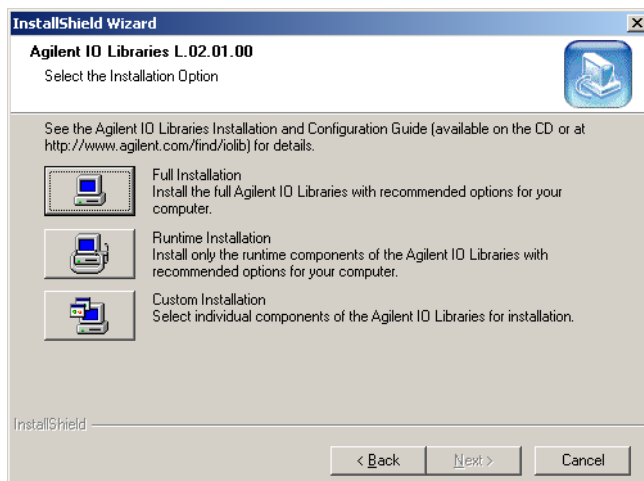 InstallShield Wizard
Agilent IO Libraries L.02.01.00
Select the Installation Option
See the Agilent IO Libraries Installation and Configuration Guide (available on the CD or at
http://www.agilent.com/find/iolib) for details.
Full Installation
Install the full Agilent IO Libraries with recommended options for your
computer.
Runtime Installation
Install only the runtime components of the Agilent IO Libraries with
recommended options for your computer.
Custom Installation
Select individual components of the Agilent IO Libraries for installation.
InstallShield
< Back Next > Cancel